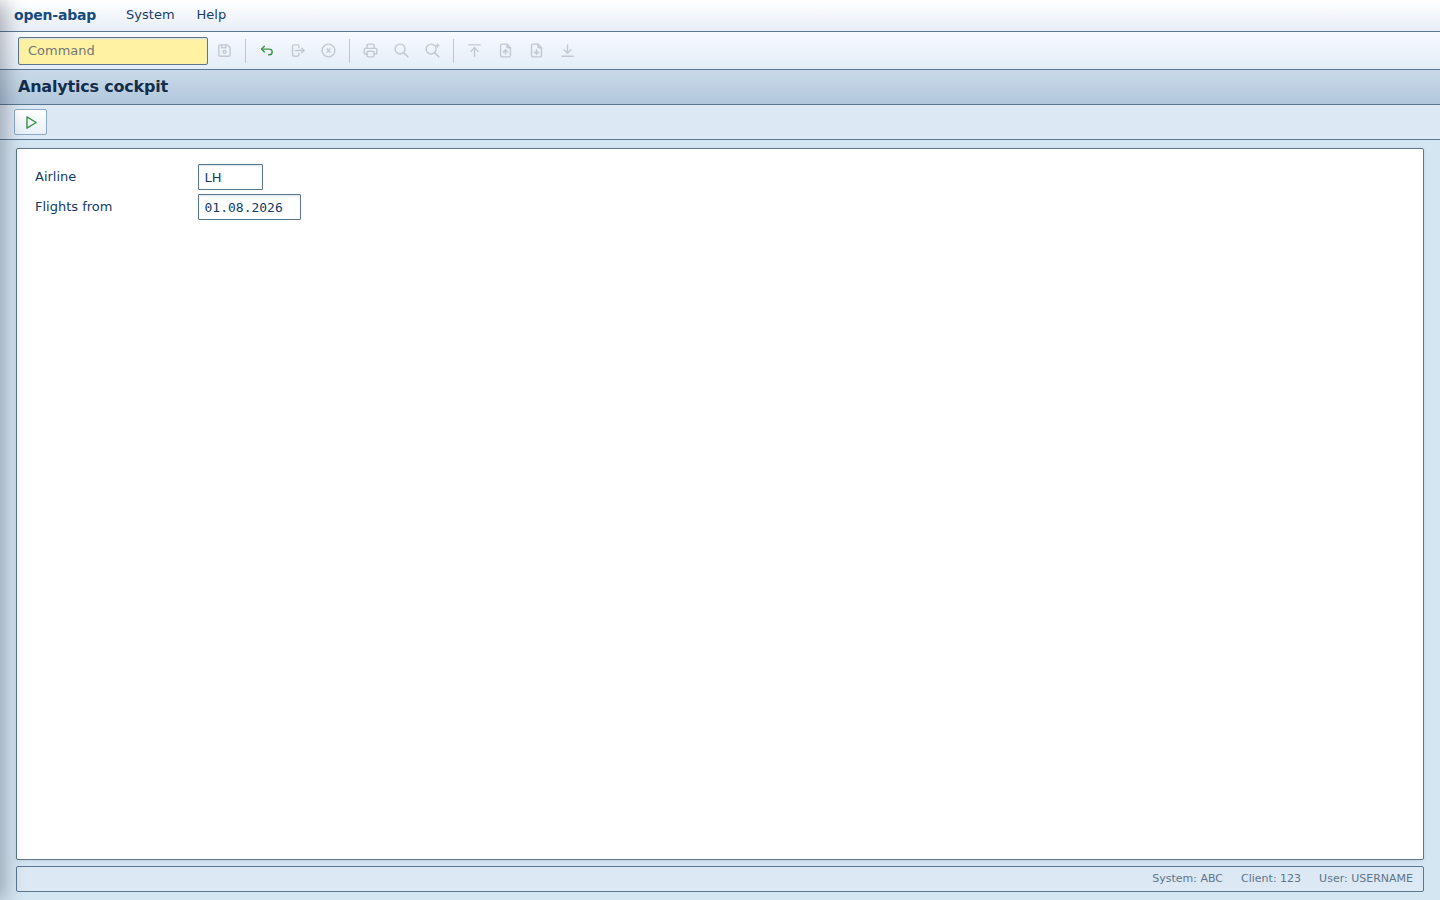 open-abap System Help
Command
Analytics cockpit
Airline LH
Flights from 01.08.2026
System: ABC Client: 123 User: USERNAME